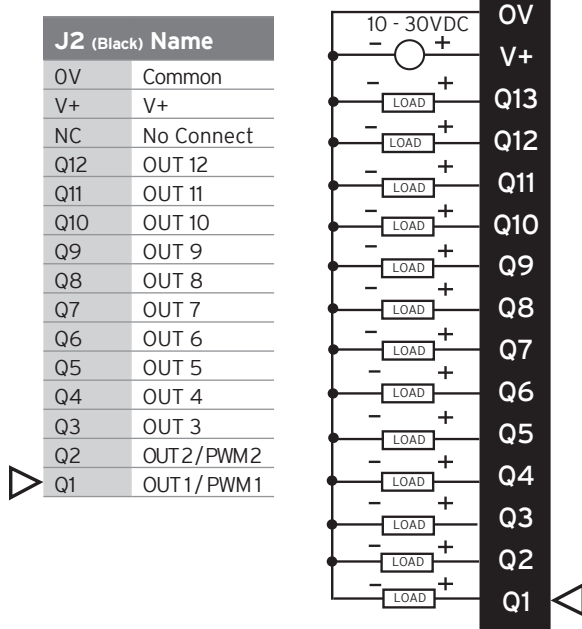 J2 (Black) Name
0V Common
V+ V+
NC No Connect
Q12 OUT 12
Q11 OUT 11
Q10 OUT 10
Q9 OUT 9
Q8 OUT 8
Q7 OUT 7
Q6 OUT 6
Q5 OUT 5
Q4 OUT 4
Q3 OUT 3
Q2 OUT2/PWM2
Q1 OUT1/PWM1
0V
10 - 30VDC
- + V+
- LOAD + Q13
- LOAD + Q12
- LOAD + Q11
- LOAD + Q10
- LOAD + Q9
- LOAD + Q8
- LOAD + Q7
- LOAD + Q6
- LOAD + Q5
- LOAD + Q4
- LOAD + Q3
- LOAD + Q2
- LOAD + Q1